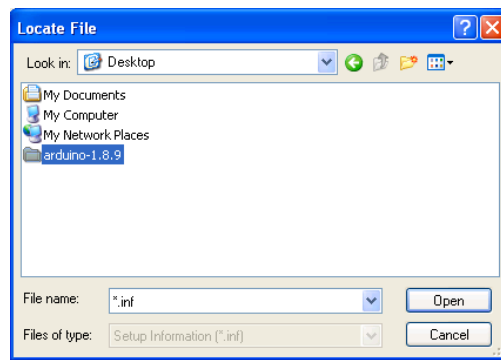 Locate File
Look in: Desktop
My Documents
My Computer
My Network Places
arduino-1.8.9
File name: *.inf Open
Files of type: Setup Information (*.inf) Cancel